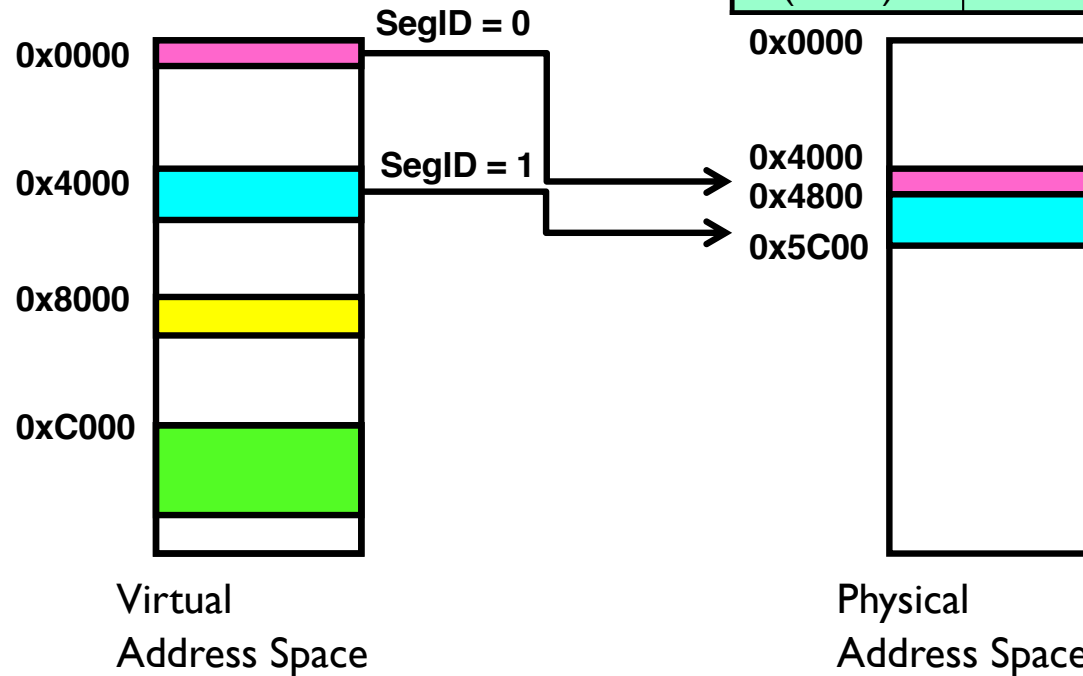 SegID = 0
0x0000
0x0000
SegID = 1
0x4000
0x4000
0x4800
0x5C00
0x8000
0xC000
Virtual
Address Space
Physical
Address Space